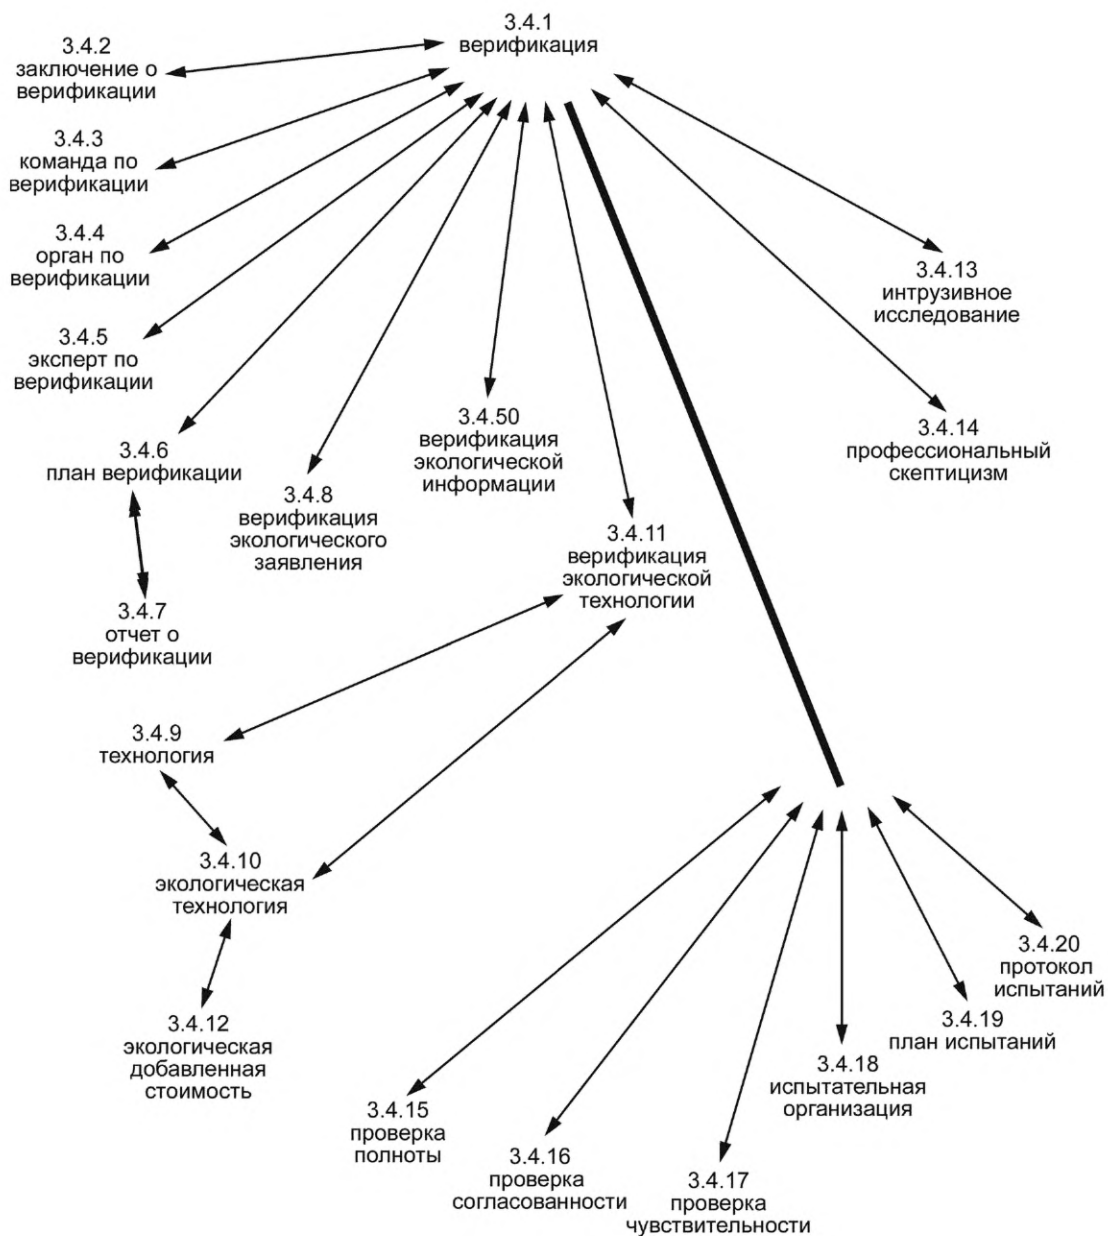 3.4.1
верификация
3.4.2
заключение о
верификации
3.4.3
команда по
верификации
3.4.4
орган по
верификации
3.4.5
эксперт по
верификации
3.4.6
план верификации
3.4.7
отчет о
верификации
3.4.8
верификация
экологического
заявления
3.4.50
верификация
экологической
информации
3.4.11
верификация
экологической
технологии
3.4.13
интрузивное
исследование
3.4.14
профессиональный
скептицизм
3.4.9
технология
3.4.10
экологическая
технология
3.4.12
экологическая
добавленная
стоимость
3.4.15
проверка
полноты
3.4.16
проверка
согласованности
3.4.17
проверка
чувствительности
3.4.18
испытательная
организация
3.4.19
план испытаний
3.4.20
протокол
испытаний